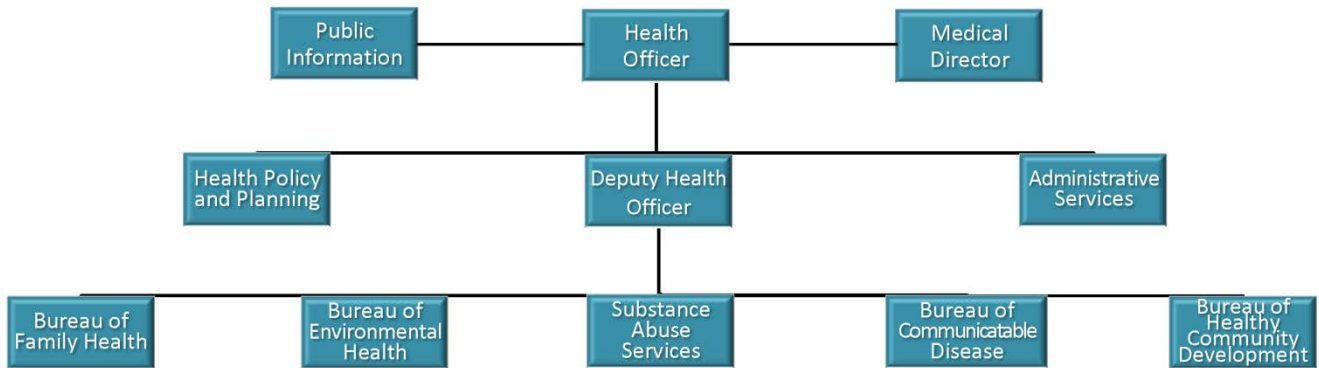 Public
Information
Health
Officer
Medical
Director
Health Policy
and Planning
Deputy Health
Officer
Administrative
Services
Bureau of
Family Health
Bureau of
Environmental
Health
Substance
Abuse
Services
Bureau of
Communicatable
Disease
Bureau of
Healthy
Community
Development